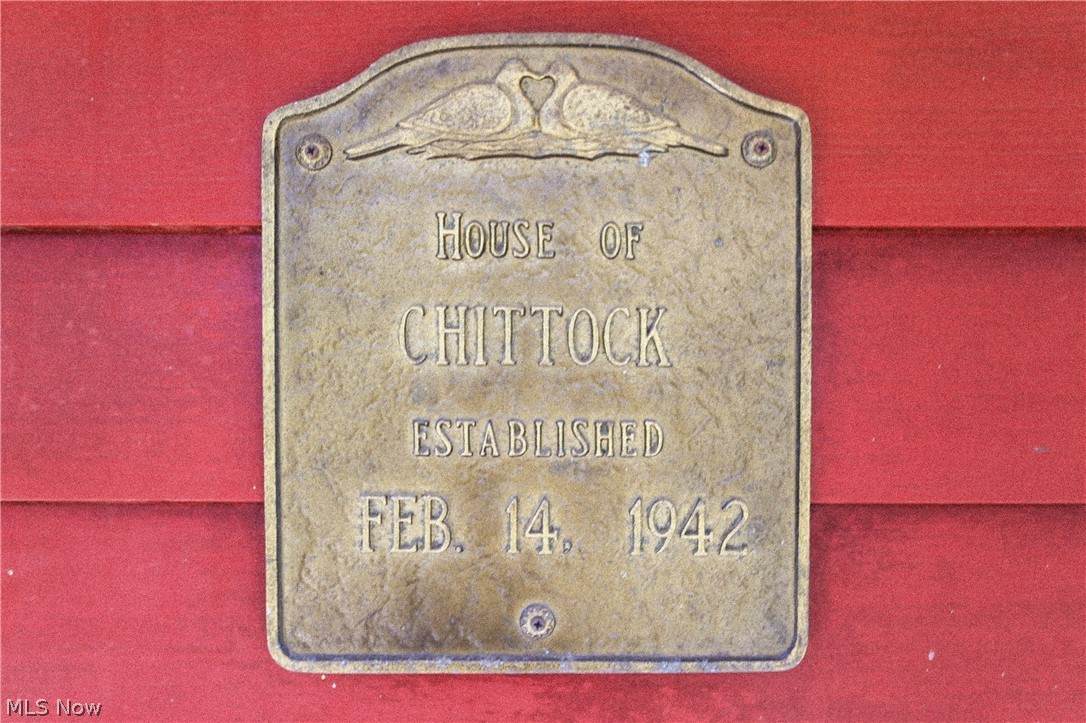 House of
CHITTOCK
ESTABLISHED
FEB. 14, 1942
MLS Now